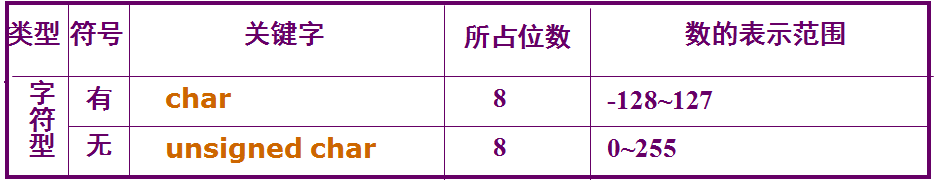 类型 符号 关键字 所占位数 数的表示范围
字符型 有 char 8 -128~127
无 unsigned char 8 0~255